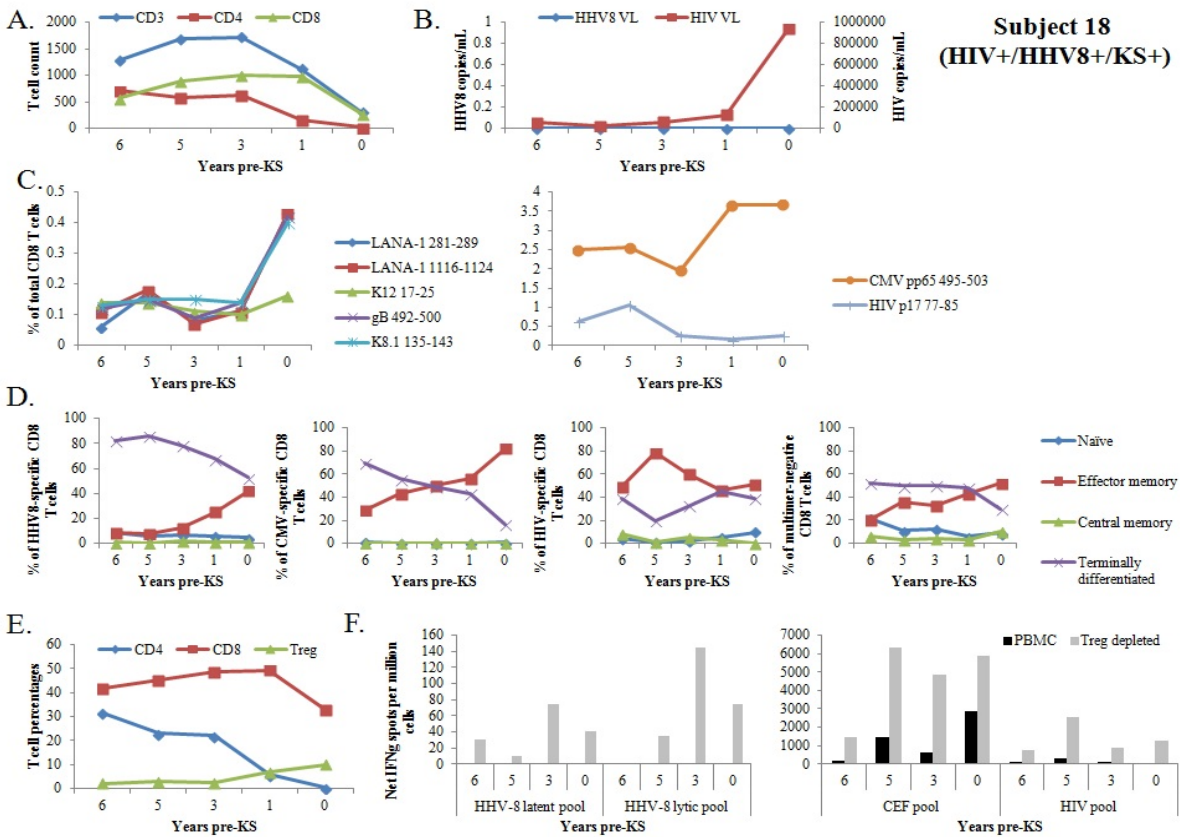 A.
CD3 CD4 CD8
2000
1500
1000
500
0
T cell count
6 5 3 1 0
Years pre-KS
B.
HHV8 VL HIV VL
1
0.8
0.6
0.4
0.2
0
HHV8 copies/mL
1000000
800000
600000
400000
200000
0
HIV copies/mL
6 5 3 1 0
Years pre-KS
Subject 18
(HIV+/HHV8+/KS+)
C.
0.5
0.4
0.3
0.2
0.1
0
% of total CD8 T cells
6 5 3 1 0
Years pre-KS
LANA-1 281-289
LANA-1 1116-1124
K12 17-25
gB 492-500
K8.1 135-143
4
3.5
3
2.5
2
1.5
1
0.5
0
6 5 3 1 0
Years pre-KS
CMV pp65 495-503
HIV p17 77-85
D.
100
80
60
40
20
0
% of HHV8-specific CD8
T cells
6 5 3 1 0
Years pre-KS
100
80
60
40
20
0
% of CMV-specific CD8
T cells
6 5 3 1 0
Years pre-KS
100
80
60
40
20
0
% of HIV-specific CD8
T cells
6 5 3 1 0
Years pre-KS
100
80
60
40
20
0
% of multimer-negative
CD8 T cells
6 5 3 1 0
Years pre-KS
Naïve
Effector memory
Central memory
Terminally
differentiated
E.
CD4 CD8 Treg
60
50
40
30
20
10
0
T cell percentages
6 5 3 1 0
Years pre-KS
F.
160
140
120
100
80
60
40
20
0
Net IFNg spots per million
cells
6 5 3 0 6 5 3 0
HHV-8 latent pool HHV-8 lytic pool
Years pre-KS
PBMC Treg depleted
7000
6000
5000
4000
3000
2000
1000
0
6 5 3 0 6 5 3 0
CEF pool HIV pool
Years pre-KS